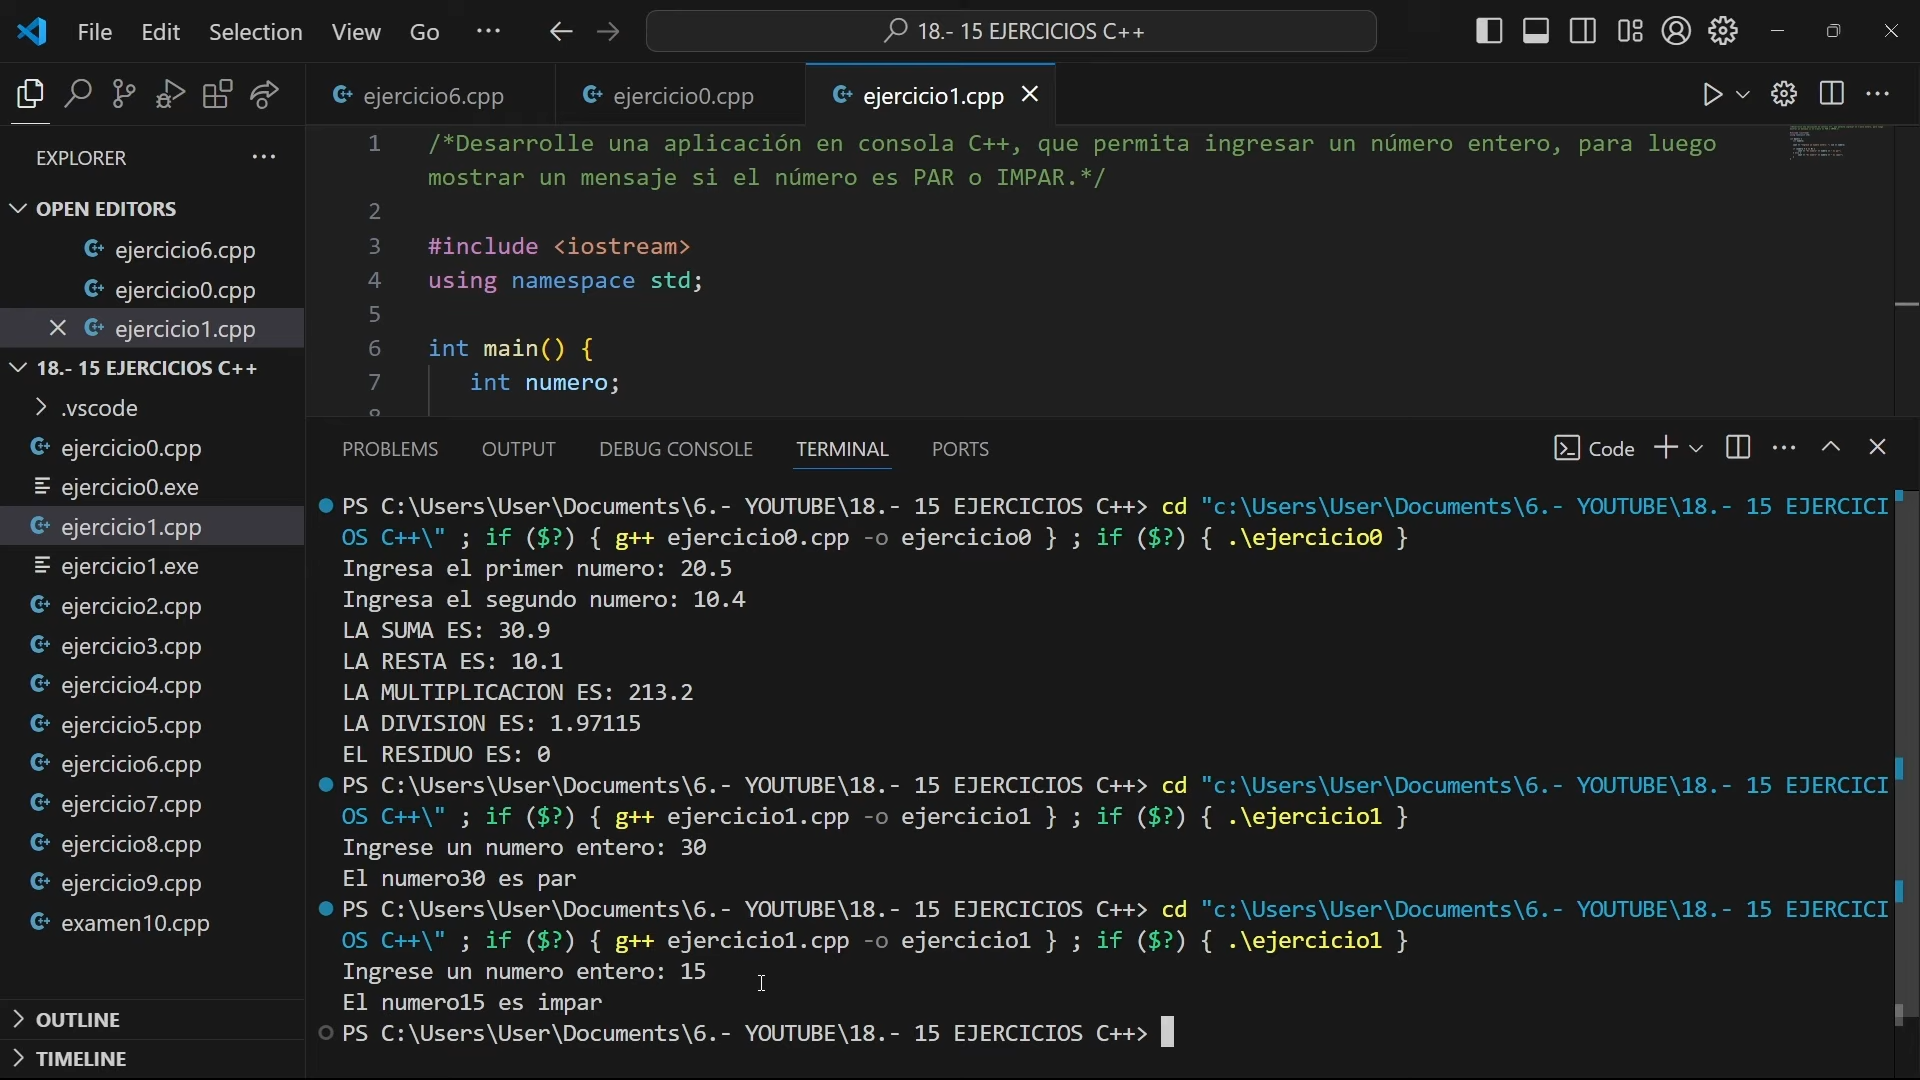 File Edit Selection View Go ··· 18.- 15 EJERCICIOS C++
ejercicio6.cpp ejercicio0.cpp ejercicio1.cpp
EXPLORER
OPEN EDITORS
ejercicio6.cpp
ejercicio0.cpp
ejercicio1.cpp
18.- 15 EJERCICIOS C++
.vscode
ejercicio0.cpp
ejercicio0.exe
ejercicio1.cpp
ejercicio1.exe
ejercicio2.cpp
ejercicio3.cpp
ejercicio4.cpp
ejercicio5.cpp
ejercicio6.cpp
ejercicio7.cpp
ejercicio8.cpp
ejercicio9.cpp
examen10.cpp
OUTLINE
TIMELINE
1 /*Desarrolle una aplicación en consola C++, que permita ingresar un número entero, para luego
mostrar un mensaje si el número es PAR o IMPAR.*/
2
3 #include <iostream>
4 using namespace std;
5
6 int main() {
7 int numero;
8
PROBLEMS OUTPUT DEBUG CONSOLE TERMINAL PORTS Code
PS C:\Users\User\Documents\6.- YOUTUBE\18.- 15 EJERCICIOS C++> cd "c:\Users\User\Documents\6.- YOUTUBE\18.- 15 EJERCICI
OS C++\" ; if ($?) { g++ ejercicio0.cpp -o ejercicio0 } ; if ($?) { .\ejercicio0 }
Ingresa el primer numero: 20.5
Ingresa el segundo numero: 10.4
LA SUMA ES: 30.9
LA RESTA ES: 10.1
LA MULTIPLICACION ES: 213.2
LA DIVISION ES: 1.97115
EL RESIDUO ES: 0
PS C:\Users\User\Documents\6.- YOUTUBE\18.- 15 EJERCICIOS C++> cd "c:\Users\User\Documents\6.- YOUTUBE\18.- 15 EJERCICI
OS C++\" ; if ($?) { g++ ejercicio1.cpp -o ejercicio1 } ; if ($?) { .\ejercicio1 }
Ingrese un numero entero: 30
El numero30 es par
PS C:\Users\User\Documents\6.- YOUTUBE\18.- 15 EJERCICIOS C++> cd "c:\Users\User\Documents\6.- YOUTUBE\18.- 15 EJERCICI
OS C++\" ; if ($?) { g++ ejercicio1.cpp -o ejercicio1 } ; if ($?) { .\ejercicio1 }
Ingrese un numero entero: 15
El numero15 es impar
PS C:\Users\User\Documents\6.- YOUTUBE\18.- 15 EJERCICIOS C++>